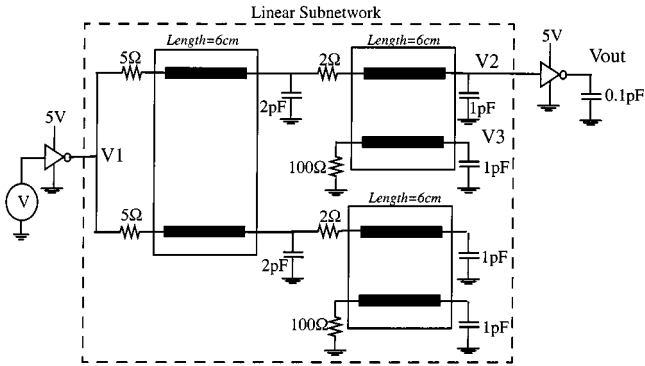 Linear Subnetwork
5Ω
Length=6cm
2pF
2Ω
Length=6cm
V2
1pF
V3
100Ω
1pF
5V
Vout
0.1pF
5V
V1
V
5Ω
2pF
2Ω
Length=6cm
1pF
100Ω
1pF